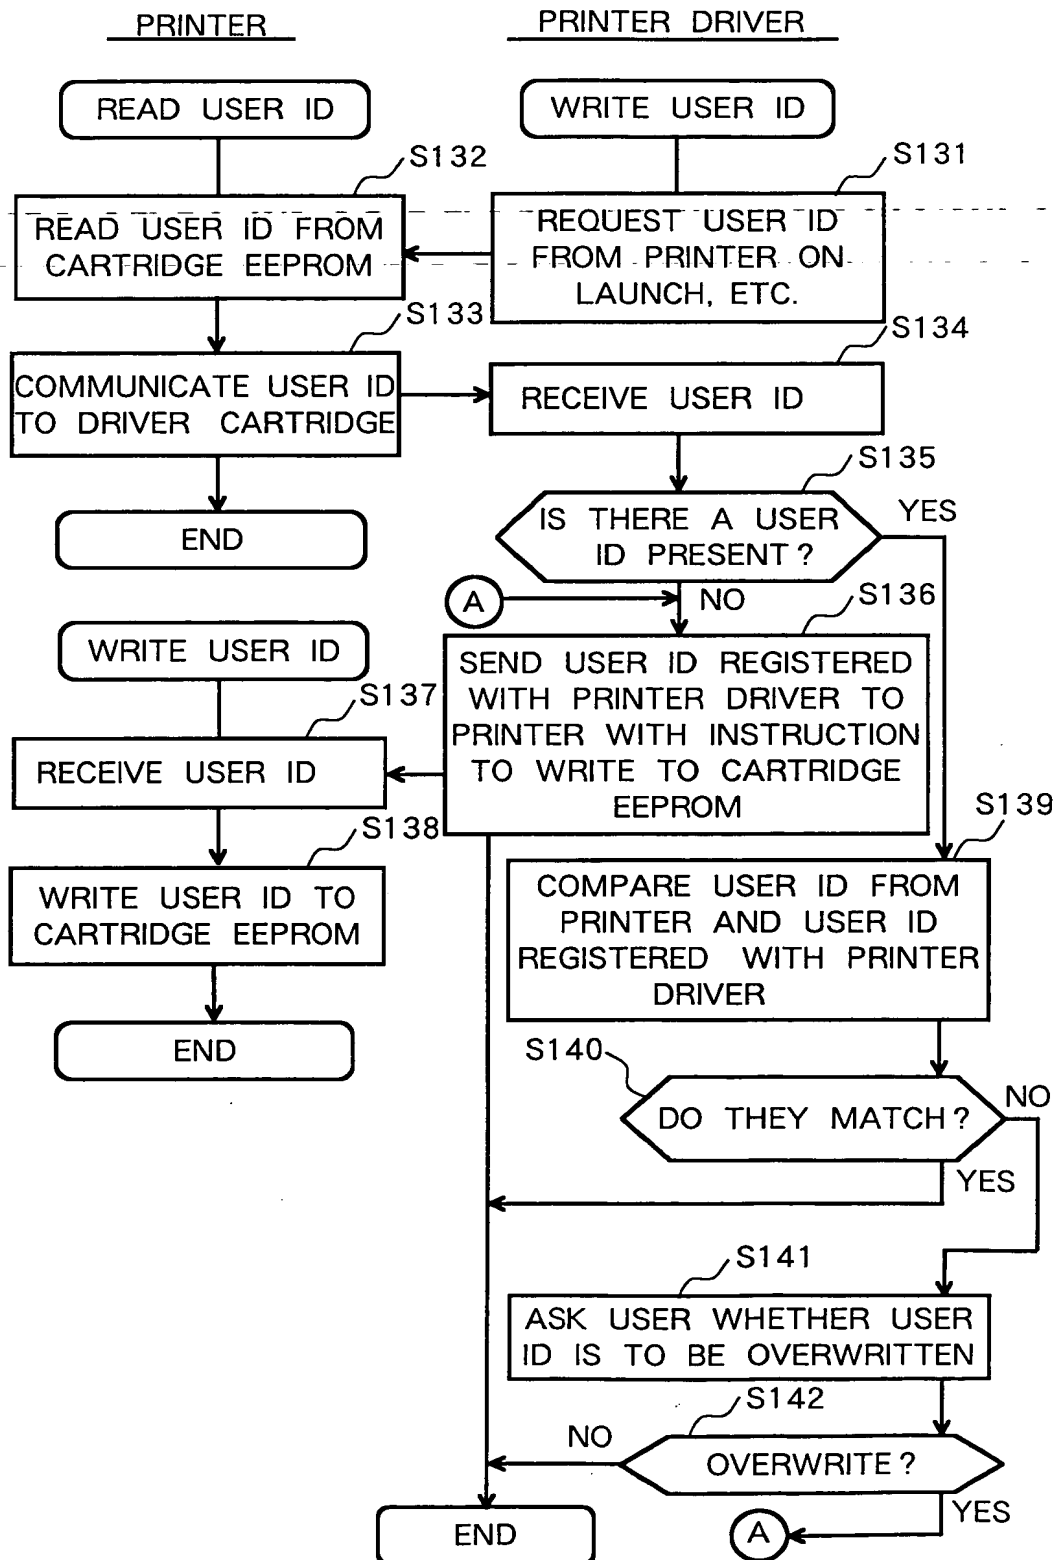 PRINTER
PRINTER DRIVER
READ USER ID
WRITE USER ID
S132
S131
READ USER ID FROM
CARTRIDGE EEPROM
REQUEST USER ID
FROM PRINTER ON
LAUNCH, ETC.
S133
S134
COMMUNICATE USER ID
TO DRIVER CARTRIDGE
RECEIVE USER ID
S135
IS THERE A USER
ID PRESENT?
YES
END
A
NO
S136
WRITE USER ID
SEND USER ID REGISTERED
WITH PRINTER DRIVER TO
PRINTER WITH INSTRUCTION
TO WRITE TO CARTRIDGE
EEPROM
S137
RECEIVE USER ID
S138
S139
WRITE USER ID TO
CARTRIDGE EEPROM
COMPARE USER ID FROM
PRINTER AND USER ID
REGISTERED WITH PRINTER
DRIVER
END
S140
DO THEY MATCH?
NO
YES
S141
ASK USER WHETHER USER
ID IS TO BE OVERWRITTEN
S142
NO
OVERWRITE?
YES
END
A